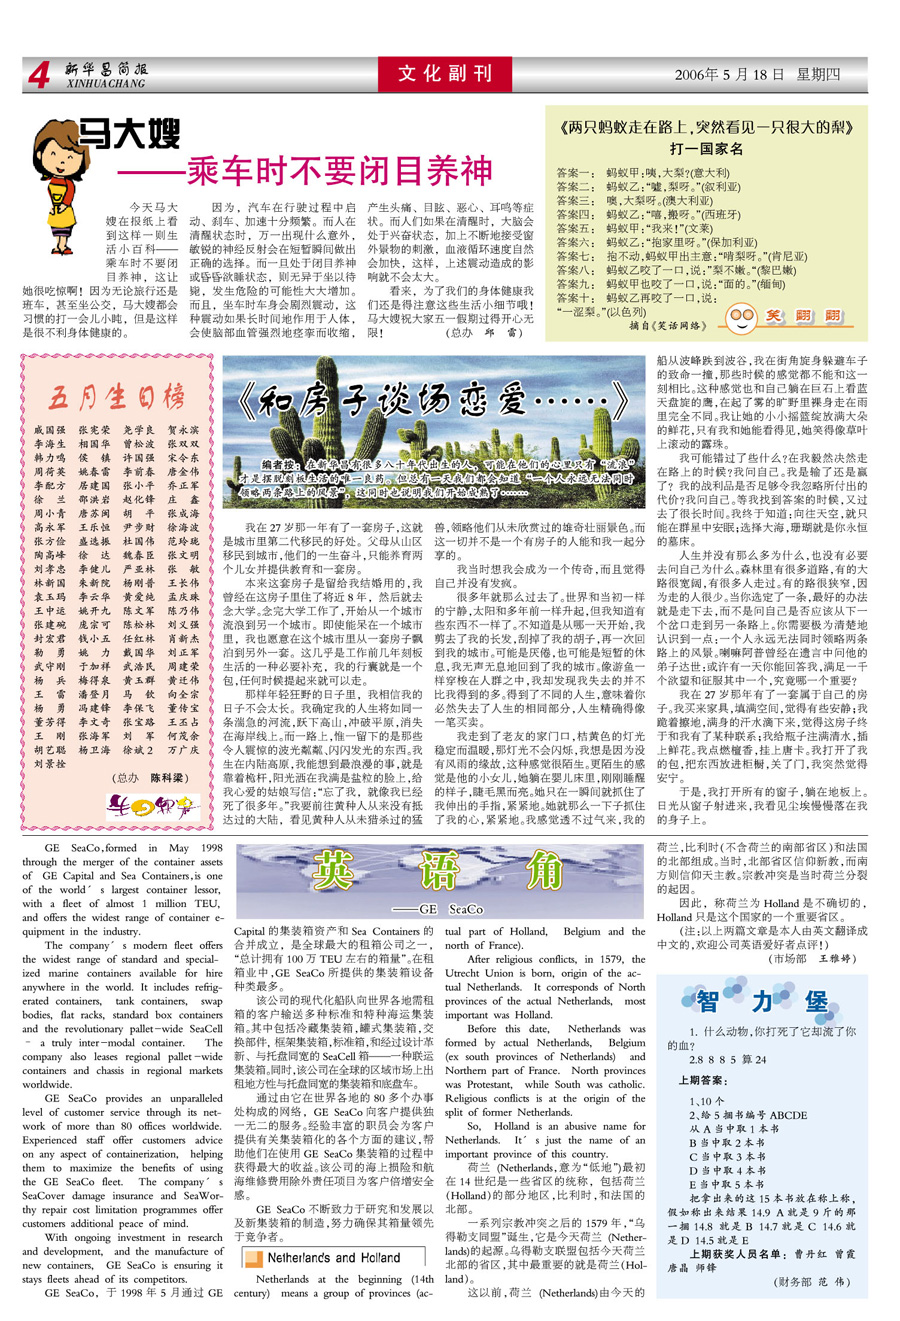 4 新华昌简报
XINHUACHANG
文化副刊
2006年 5 月 18 日 星期四
马大嫂
——乘车时不要闭目养神
今天马大
嫂在报纸上看
到这样一则生
活小百科——
乘车时不要闭
目养神，这让
她很吃惊啊！因为无论旅行还是
班车，甚至坐公交，马大嫂都会
习惯的打一会儿小盹，但是这样
是很不利身体健康的。
因为，汽车在行驶过程中启
动、刹车、加速十分频繁。而人在
清醒状态时，万一出现什么意外，
敏锐的神经反射会在短暂瞬间做出
正确的选择。而一旦处于闭目养神
或昏昏欲睡状态，则无异于坐以待
毙，发生危险的可能性大大增加。
而且，坐车时车身会剧烈震动，这
种震动如果长时间地作用于人体，
会使脑部血管强烈地痉挛而收缩，
产生头痛、目眩、恶心、耳鸣等症
状。而人们如果在清醒时，大脑会
处于兴奋状态，加上不断地接受窗
外景物的刺激，血液循环速度自然
会加快，这样，上述震动造成的影
响就不会太大。
看来，为了我们的身体健康我
们还是得注意这些生活小细节哦！
马大嫂祝大家五一假期过得开心无
限！ （总办 邱 雷）
《两只蚂蚁走在路上，突然看见一只很大的梨》
打一国家名
答案一： 蚂蚁甲：咦，大梨？(意大利)
答案二： 蚂蚁乙：“嘘，梨呀。”(叙利亚)
答案三： 噢，大梨呀。(澳大利亚)
答案四： 蚂蚁乙：“嘻，搬呀。”(西班牙)
答案五： 蚂蚁甲：“我来！”(文莱)
答案六： 蚂蚁乙：“抱家里呀。”(保加利亚)
答案七： 抱不动，蚂蚁甲出主意：“啃梨呀。”(肯尼亚)
答案八： 蚂蚁乙咬了一口，说：”梨不嫩。“(黎巴嫩)
答案九： 蚂蚁甲也咬了一口，说：“面的。”(缅甸)
答案十： 蚂蚁乙再咬了一口，说：
“一涩梨。”(以色列)
摘自《笑话网络》
笑 翻 翻
五月生日榜
戚国强 张宪荣 尧学良 贺永滨
李海生 相国华 曾松波 张双双
韩力鸣 侯 镇 许国强 宋令东
周荷英 姚春雷 李前春 唐金伟
李配方 居建国 张小平 乔正军
徐 兰 邵洪岩 赵化锋 庄 鑫
周小青 唐苏闲 胡 平 张成海
高永军 王乐恒 尹步财 徐海波
张方俭 盛选振 杜国伟 范玲珑
陶高峰 徐 达 魏春臣 张文明
刘孝忠 李健儿 严亚林 张 敏
林新国 朱新院 杨刚普 王长伟
袁玉玛 李云华 黄爱纯 孟庆珠
王中运 姚开九 陈文军 陈乃伟
张建碗 庞宗可 陈松林 刘义强
封宏君 钱小五 任红林 肖新杰
勒 勇 姚 力 戴国华 刘正军
武守刚 于加祥 武浩民 周建荣
杨 兵 梅得泉 黄玉群 黄迁伟
王 雷 潘登月 马 钦 向全宗
杨 勇 冯建锋 李保飞 董传宝
董芳得 李文奇 张宝路 王丕占
王 刚 张海军 刘 军 何茂余
胡艺聪 杨卫海 徐斌2 万广庆
刘景拴
（总办 陈科梁）
生日快乐
《和房子谈场恋爱……》
编者按：在新华昌有很多八十年代出生的人，可能在他们的心里只有“流浪”
才是摆脱刻板生活的唯一良药。但总有一天我们都会知道“一个人永远无法同时
领略两条路上的风景”，这同时也说明我们开始成熟了……
我在 27 岁那一年有了一套房子，这就
是城市里第二代移民的好处。父母从山区
移民到城市，他们的一生奋斗，只能养育两
个儿女并提供教育和一套房。
本来这套房子是留给我结婚用的，我
曾经在这房子里住了将近 8 年，然后就去
念大学。念完大学工作了，开始从一个城市
流浪到另一个城市。即使能呆在一个城市
里，我也愿意在这个城市里从一套房子飘
泊到另外一套。这几乎是工作前几年刻板
生活的一种必要补充，我的行囊就是一个
包，任何时候提起来就可以走。
那样年轻狂野的日子里，我相信我的
日子不会太长。我确定我的人生将如同一
条湍急的河流，跃下高山，冲破平原，消失
在海岸线上。而一路上，惟一留下的是那些
令人震惊的波光粼粼、闪闪发光的东西。我
生在内陆高原，我能想到最浪漫的事，就是
靠着桅杆，阳光洒在我满是盐粒的脸上，给
我心爱的姑娘写信：“忘了我，就像我已经
死了很多年。”我要前往黄种人从来没有抵
达过的大陆，看见黄种人从未猎杀过的猛
兽，领略他们从未欣赏过的雄奇壮丽景色。而
这一切并不是一个有房子的人能和我一起分
享的。
我当时想我会成为一个传奇，而且觉得
自己并没有发疯。
很多年就那么过去了。世界和当初一样
的宁静，太阳和多年前一样升起，但我知道有
些东西不一样了。不知道是从哪一天开始，我
剪去了我的长发，刮掉了我的胡子，再一次回
到我的城市。可能是厌倦，也可能是短暂的休
息，我无声无息地回到了我的城市。像游鱼一
样穿梭在人群之中，我却发现我失去的并不
比我得到的多。得到了不同的人生，意味着你
必然失去了人生的相同部分，人生精确得像
一笔买卖。
我走到了老友的家门口，桔黄色的灯光
稳定而温暖，那灯光不会闪烁，我想是因为没
有风雨的缘故，这种感觉很陌生。更陌生的感
觉是他的小女儿，她躺在婴儿床里，刚刚睡醒
的样子，睫毛黑而亮。她只在一瞬间就抓住了
我伸出的手指，紧紧地。她就那么一下子抓住
了我的心，紧紧地。我感觉透不过气来，我的
船从波峰跌到波谷，我在街角旋身躲避车子
的致命一撞，那些时候的感觉都不能和这一
刻相比。这种感觉也和自己躺在巨石上看蓝
天盘旋的鹰，在起了雾的旷野里裸身走在雨
里完全不同。我让她的小小摇篮绽放满大朵
的鲜花，只有我和她能看得见，她笑得像草叶
上滚动的露珠。
我可能错过了些什么？在我毅然决然走
在路上的时候？我问自己。我是输了还是赢
了？我的战利品是否足够令我忽略所付出的
代价？我问自己。等我找到答案的时候，又过
去了很长时间。我终于知道：向往天空，就只
能在群星中安眠；选择大海，珊瑚就是你永恒
的墓床。
人生并没有那么多为什么，也没有必要
去问自己为什么。森林里有很多道路，有的大
路很宽阔，有很多人走过。有的路很狭窄，因
为走的人很少。当你选定了一条，最好的办法
就是走下去，而不是问自己是否应该从下一
个岔口走到另一条路上。你需要极为清楚地
认识到一点：一个人永远无法同时领略两条
路上的风景。喇嘛阿普曾经在遗言中问他的
弟子达世：或许有一天你能回答我，满足一千
个欲望和征服其中一个，究竟哪一个重要？
我在 27 岁那年有了一套属于自己的房
子。我买来家具，填满空间，觉得有些安静；我
跪着擦地，满身的汗水滴下来，觉得这房子终
于和我有了某种联系；我给瓶子注满清水，插
上鲜花。我点燃檀香，挂上唐卡。我打开了我
的包，把东西放进柜橱，关了门，我突然觉得
安宁。
于是，我打开所有的窗子，躺在地板上。
日光从窗子射进来，我看见尘埃慢慢落在我
的身子上。
英 语 角
——GE SeaCo
GE SeaCo,formed in May 1998
through the merger of the container assets
of GE Capital and Sea Containers,is one
of the world´s largest container lessor,
with a fleet of almost 1 million TEU,
and offers the widest range of container e-
quipment in the industry.
The company´s modern fleet offers
the widest range of standard and special-
ized marine containers available for hire
anywhere in the world. It includes refrig-
erated containers, tank containers, swap
bodies, flat racks, standard box containers
and the revolutionary pallet-wide SeaCell
– a truly inter-modal container. The
company also leases regional pallet-wide
containers and chassis in regional markets
worldwide.
GE SeaCo provides an unparalleled
level of customer service through its net-
work of more than 80 offices worldwide.
Experienced staff offer customers advice
on any aspect of containerization, helping
them to maximize the benefits of using
the GE SeaCo fleet. The company´s
SeaCover damage insurance and SeaWor-
thy repair cost limitation programmes offer
customers additional peace of mind.
With ongoing investment in research
and development, and the manufacture of
new containers, GE SeaCo is ensuring it
stays fleets ahead of its competitors.
GE SeaCo，于 1998 年 5 月通过 GE
Capital 的集装箱资产和 Sea Containers 的
合并成立，是全球最大的租箱公司之一，
“总计拥有 100 万 TEU 左右的箱量”。在租
箱业中，GE SeaCo 所提供的集装箱设备
种类最多。
该公司的现代化船队向世界各地需租
箱的客户输送多种标准和特种海运集装
箱。其中包括冷藏集装箱，罐式集装箱，交
换部件，框架集装箱，标准箱，和经过设计革
新、与托盘同宽的 SeaCell 箱——一种联运
集装箱。同时，该公司在全球的区域市场上出
租地方性与托盘同宽的集装箱和底盘车。
通过由它在世界各地的 80 多个办事
处构成的网络，GE SeaCo 向客户提供独
一无二的服务。经验丰富的职员会为客户
提供有关集装箱化的各个方面的建议，帮
助他们在使用 GE SeaCo 集装箱的过程中
获得最大的收益。该公司的海上损险和航
海维修费用除外责任项目为客户倍增安全
感。
GE SeaCo 不断致力于研究和发展以
及新集装箱的制造，努力确保其箱量领先
于竞争者。
Netherlands and Holland
Netherlands at the beginning (14th
century) means a group of provinces (ac-
tual part of Holland, Belgium and the
north of France).
After religious conflicts, in 1579, the
Utrecht Union is born, origin of the ac-
tual Netherlands. It corresponds of North
provinces of the actual Netherlands, most
important was Holland.
Before this date, Netherlands was
formed by actual Netherlands, Belgium
(ex south provinces of Netherlands) and
Northern part of France. North provinces
was Protestant, while South was catholic.
Religious conflicts is at the origin of the
split of former Netherlands.
So, Holland is an abusive name for
Netherlands. It´s just the name of an
important province of this country.
荷兰 (Netherlands，意为“低地”)最初
在 14 世纪是一些省区的统称，包括荷兰
(Holland)的部分地区，比利时，和法国的
北部。
一系列宗教冲突之后的 1579 年，“乌
得勒支同盟”诞生，它是今天荷兰 (Nether-
lands)的起源。乌得勒支联盟包括今天荷兰
北部的省区，其中最重要的就是荷兰(Hol-
land)。
这以前，荷兰 (Netherlands)由今天的
荷兰，比利时(不含荷兰的南部省区)和法国
的北部组成。当时，北部省区信仰新教，而南
方则信仰天主教。宗教冲突是当时荷兰分裂
的起因。
因此，称荷兰为 Holland 是不确切的，
Holland 只是这个国家的一个重要省区。
(注：以上两篇文章是本人由英文翻译成
中文的，欢迎公司英语爱好者点评！)
（市场部 王雅婷）
智 力 堡
1. 什么动物，你打死了它却流了你
的血？
2.8 8 8 5 算 24
上期答案：
1、10 个
2、给 5 捆书编号 ABCDE
从 A 当中取 1 本书
B 当中取 2 本书
C 当中取 3 本书
D 当中取 4 本书
E 当中取 5 本书
把拿出来的这 15 本书放在称上称，
假如称出来结果 14.9 A 就是 9 斤的那
一捆 14.8 就是 B 14.7 就是 C 14.6 就
是 D 14.5 就是 E
上期获奖人员名单：曹丹红 曾霞
唐晶 师锋
（财务部 范 伟）